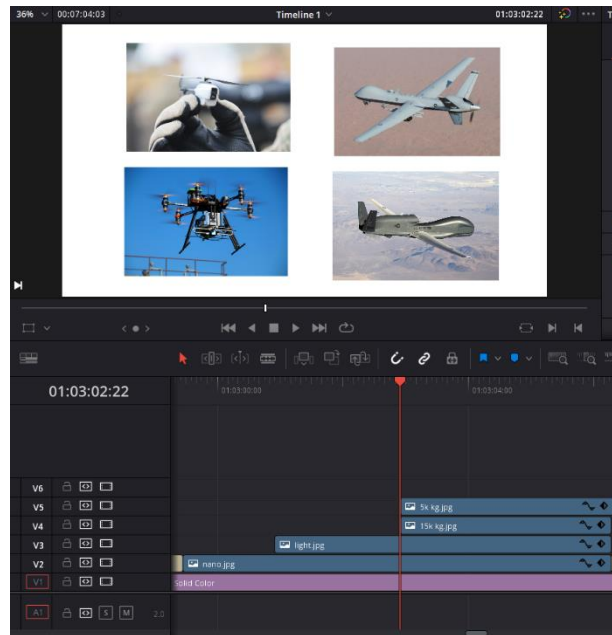 36% 00:07:04:03 Timeline 1 01:03:02:22
01:03:02:22 01:03:00:00 01:03:04:00
V6
V5 5k kg.jpg
V4 15k kg.jpg
V3 light.jpg
V2 nano.jpg
V1 Solid Color
A1 S M 2.0